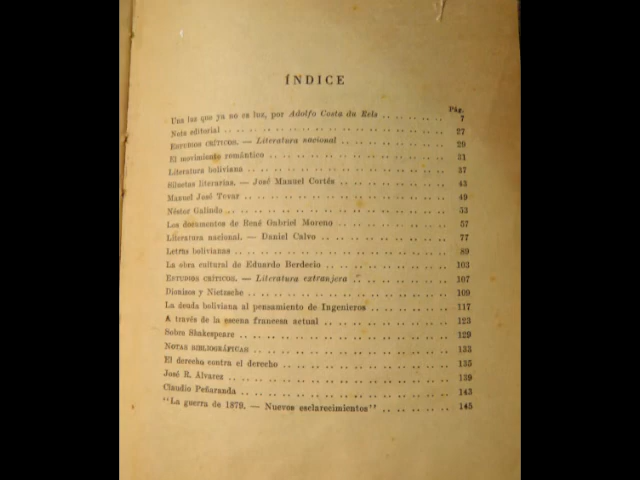 ÍNDICE
Pág.
Una luz que ya no es luz, por Adolfo Costa du Rels . . . . . . . . 7
Nota editorial . . . . . . . . . . . . . . . . . . . . . . 27
ESTUDIOS CRÍTICOS. — Literatura nacional . . . . . . . . . . . . 29
El movimiento romántico . . . . . . . . . . . . . . . . . . 31
Literatura boliviana . . . . . . . . . . . . . . . . . . . . 37
Siluetas literarias. — José Manuel Cortés . . . . . . . . . . . . 43
Manuel José Tovar . . . . . . . . . . . . . . . . . . . . 49
Néstor Galindo . . . . . . . . . . . . . . . . . . . . . . 53
Los documentos de René Gabriel Moreno . . . . . . . . . . . . 57
Literatura nacional. — Daniel Calvo . . . . . . . . . . . . . . 77
Letras bolivianas . . . . . . . . . . . . . . . . . . . . . 89
La obra cultural de Eduardo Berdecio . . . . . . . . . . . . . 103
ESTUDIOS CRÍTICOS. — Literatura extranjera . . . . . . . . . . . 107
Dionisos y Nietzsche . . . . . . . . . . . . . . . . . . . . 109
La deuda boliviana al pensamiento de Ingenieros . . . . . . . . . 117
A través de la escena francesa actual . . . . . . . . . . . . . . 123
Sobre Shakespeare . . . . . . . . . . . . . . . . . . . . 129
NOTAS BIBLIOGRÁFICAS . . . . . . . . . . . . . . . . . . 133
El derecho contra el derecho . . . . . . . . . . . . . . . . . 135
José R. Álvarez . . . . . . . . . . . . . . . . . . . . . . 139
Claudio Peñaranda . . . . . . . . . . . . . . . . . . . . 143
"La guerra de 1879. — Nuevos esclarecimientos" . . . . . . . . . 145